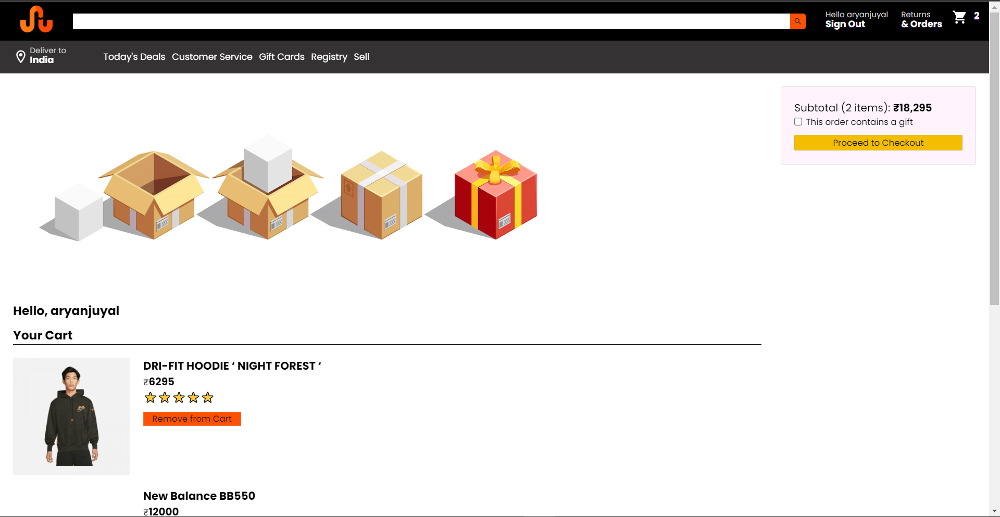 Hello aryanjuyal
Sign Out
Returns
& Orders
2
Deliver to
India
Today's Deals Customer Service Gift Cards Registry Sell
Subtotal (2 items): ₹18,295
This order contains a gift
Proceed to Checkout
Hello, aryanjuyal
Your Cart
DRI-FIT HOODIE ‘ NIGHT FOREST ‘
₹6295
Remove from Cart
New Balance BB550
₹12000